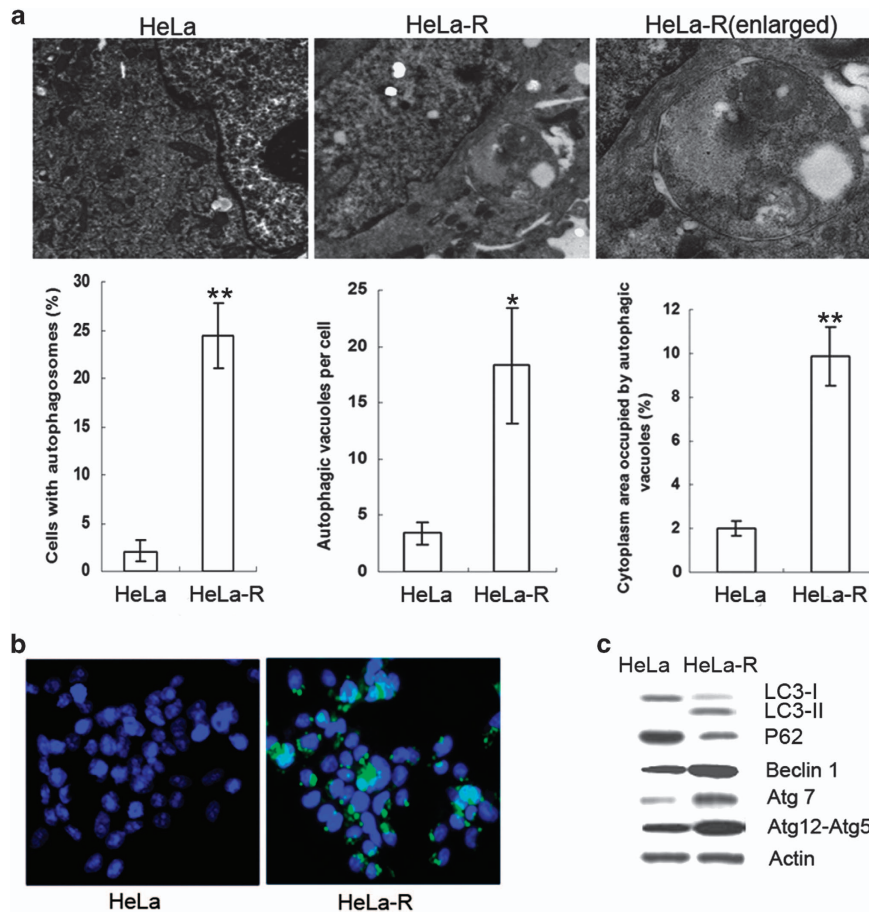 a
HeLa
HeLa-R
HeLa-R(enlarged)
Cells with autophagosomes (%)
30
25
20
15
10
5
0
**
HeLa
HeLa-R
Autophagic vacuoles per cell
25
20
15
10
5
0
*
HeLa
HeLa-R
Cytoplasm area occupied by autophagic
vacuoles (%)
12
10
8
6
4
2
0
**
HeLa
HeLa-R
b
HeLa
HeLa-R
c
HeLa HeLa-R
LC3-I
LC3-II
P62
Beclin 1
Atg 7
Atg12-Atg5
Actin